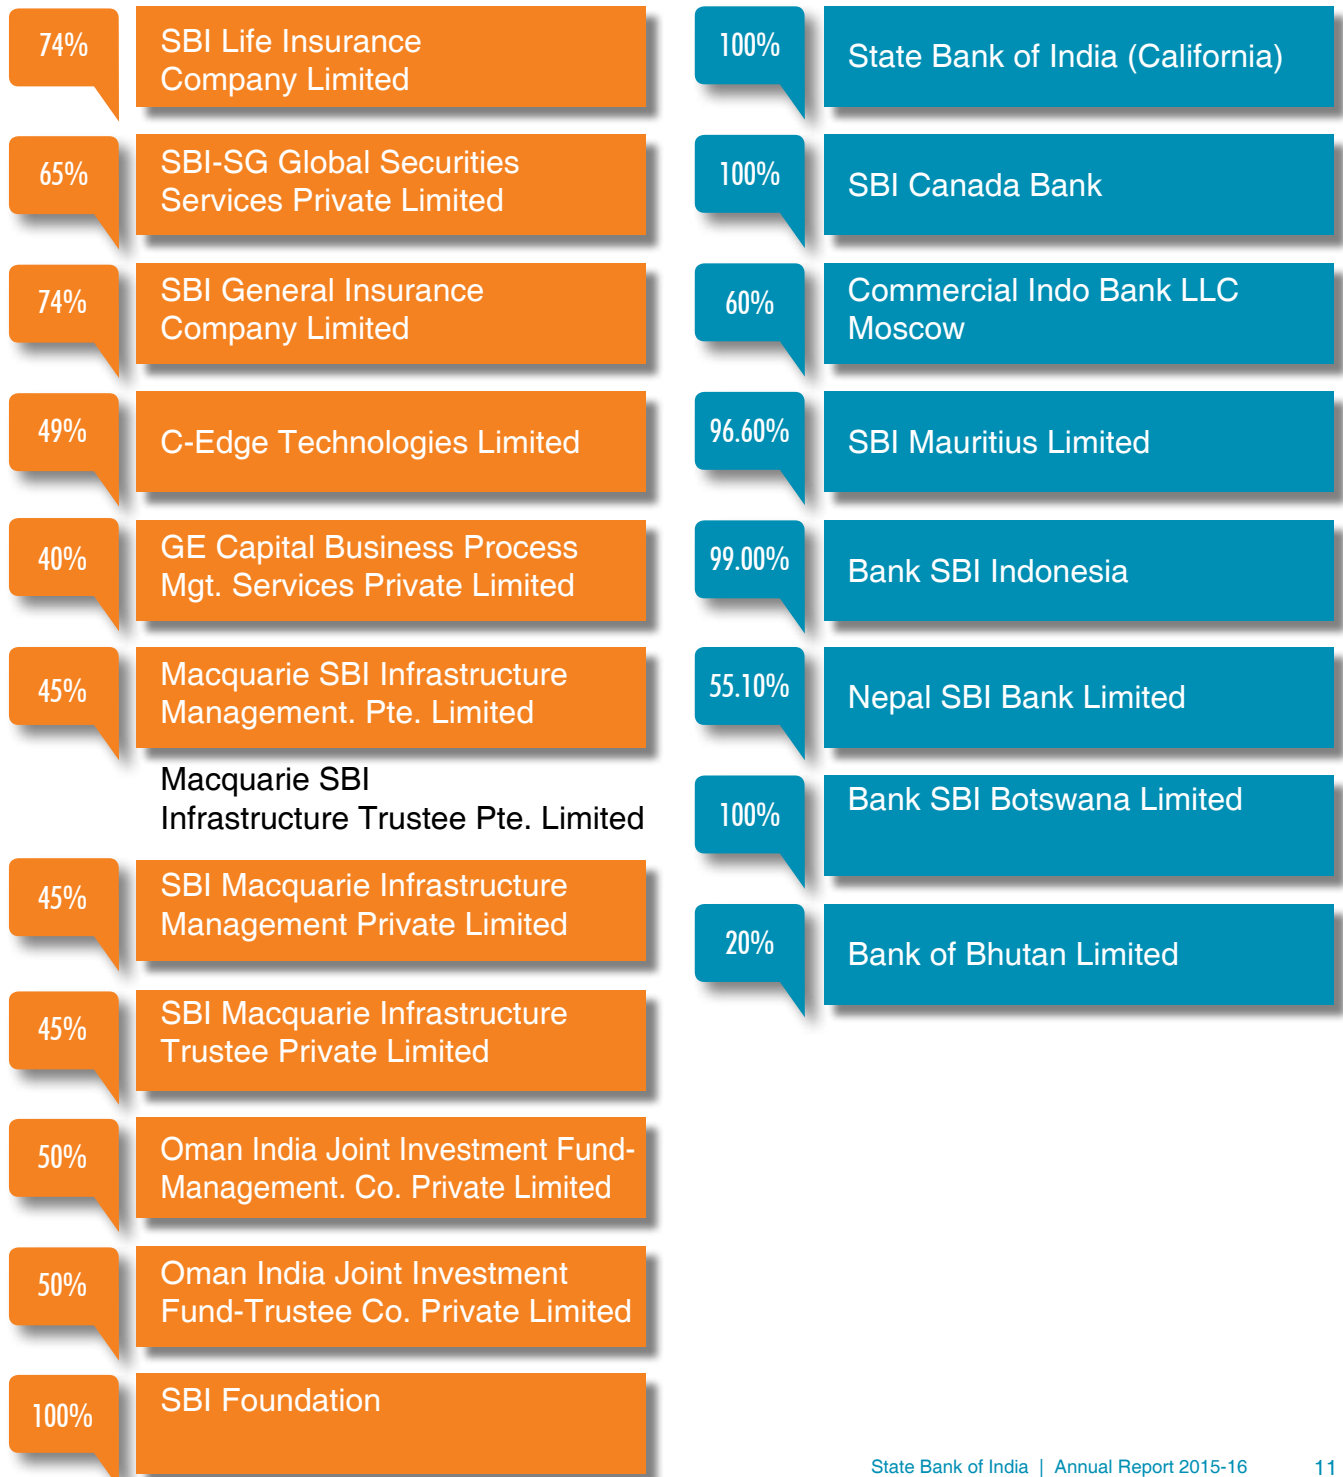 74%
SBI Life Insurance
Company Limited
65%
SBI-SG Global Securities
Services Private Limited
74%
SBI General Insurance
Company Limited
49%
C-Edge Technologies Limited
40%
GE Capital Business Process
Mgt. Services Private Limited
45%
Macquarie SBI Infrastructure
Management. Pte. Limited
Macquarie SBI
Infrastructure Trustee Pte. Limited
45%
SBI Macquarie Infrastructure
Management Private Limited
45%
SBI Macquarie Infrastructure
Trustee Private Limited
50%
Oman India Joint Investment Fund-
Management. Co. Private Limited
50%
Oman India Joint Investment
Fund-Trustee Co. Private Limited
100%
SBI Foundation
100%
State Bank of India (California)
100%
SBI Canada Bank
60%
Commercial Indo Bank LLC
Moscow
96.60%
SBI Mauritius Limited
99.00%
Bank SBI Indonesia
55.10%
Nepal SBI Bank Limited
100%
Bank SBI Botswana Limited
20%
Bank of Bhutan Limited
State Bank of India | Annual Report 2015-16 11